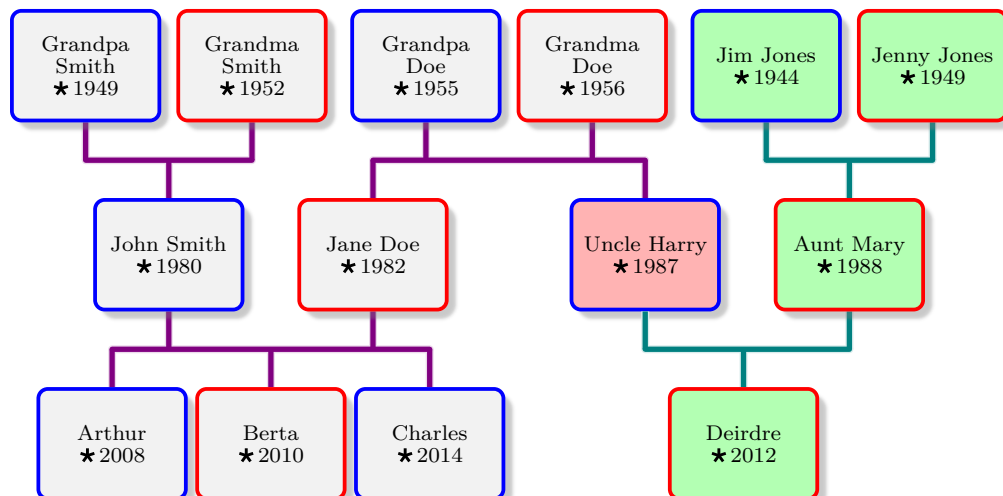 Grandpa
Smith
★ 1949
Grandma
Smith
★ 1952
Grandpa
Doe
★ 1955
Grandma
Doe
★ 1956
Jim Jones
★ 1944
Jenny Jones
★ 1949
John Smith
★ 1980
Jane Doe
★ 1982
Uncle Harry
★ 1987
Aunt Mary
★ 1988
Arthur
★ 2008
Berta
★ 2010
Charles
★ 2014
Deirdre
★ 2012